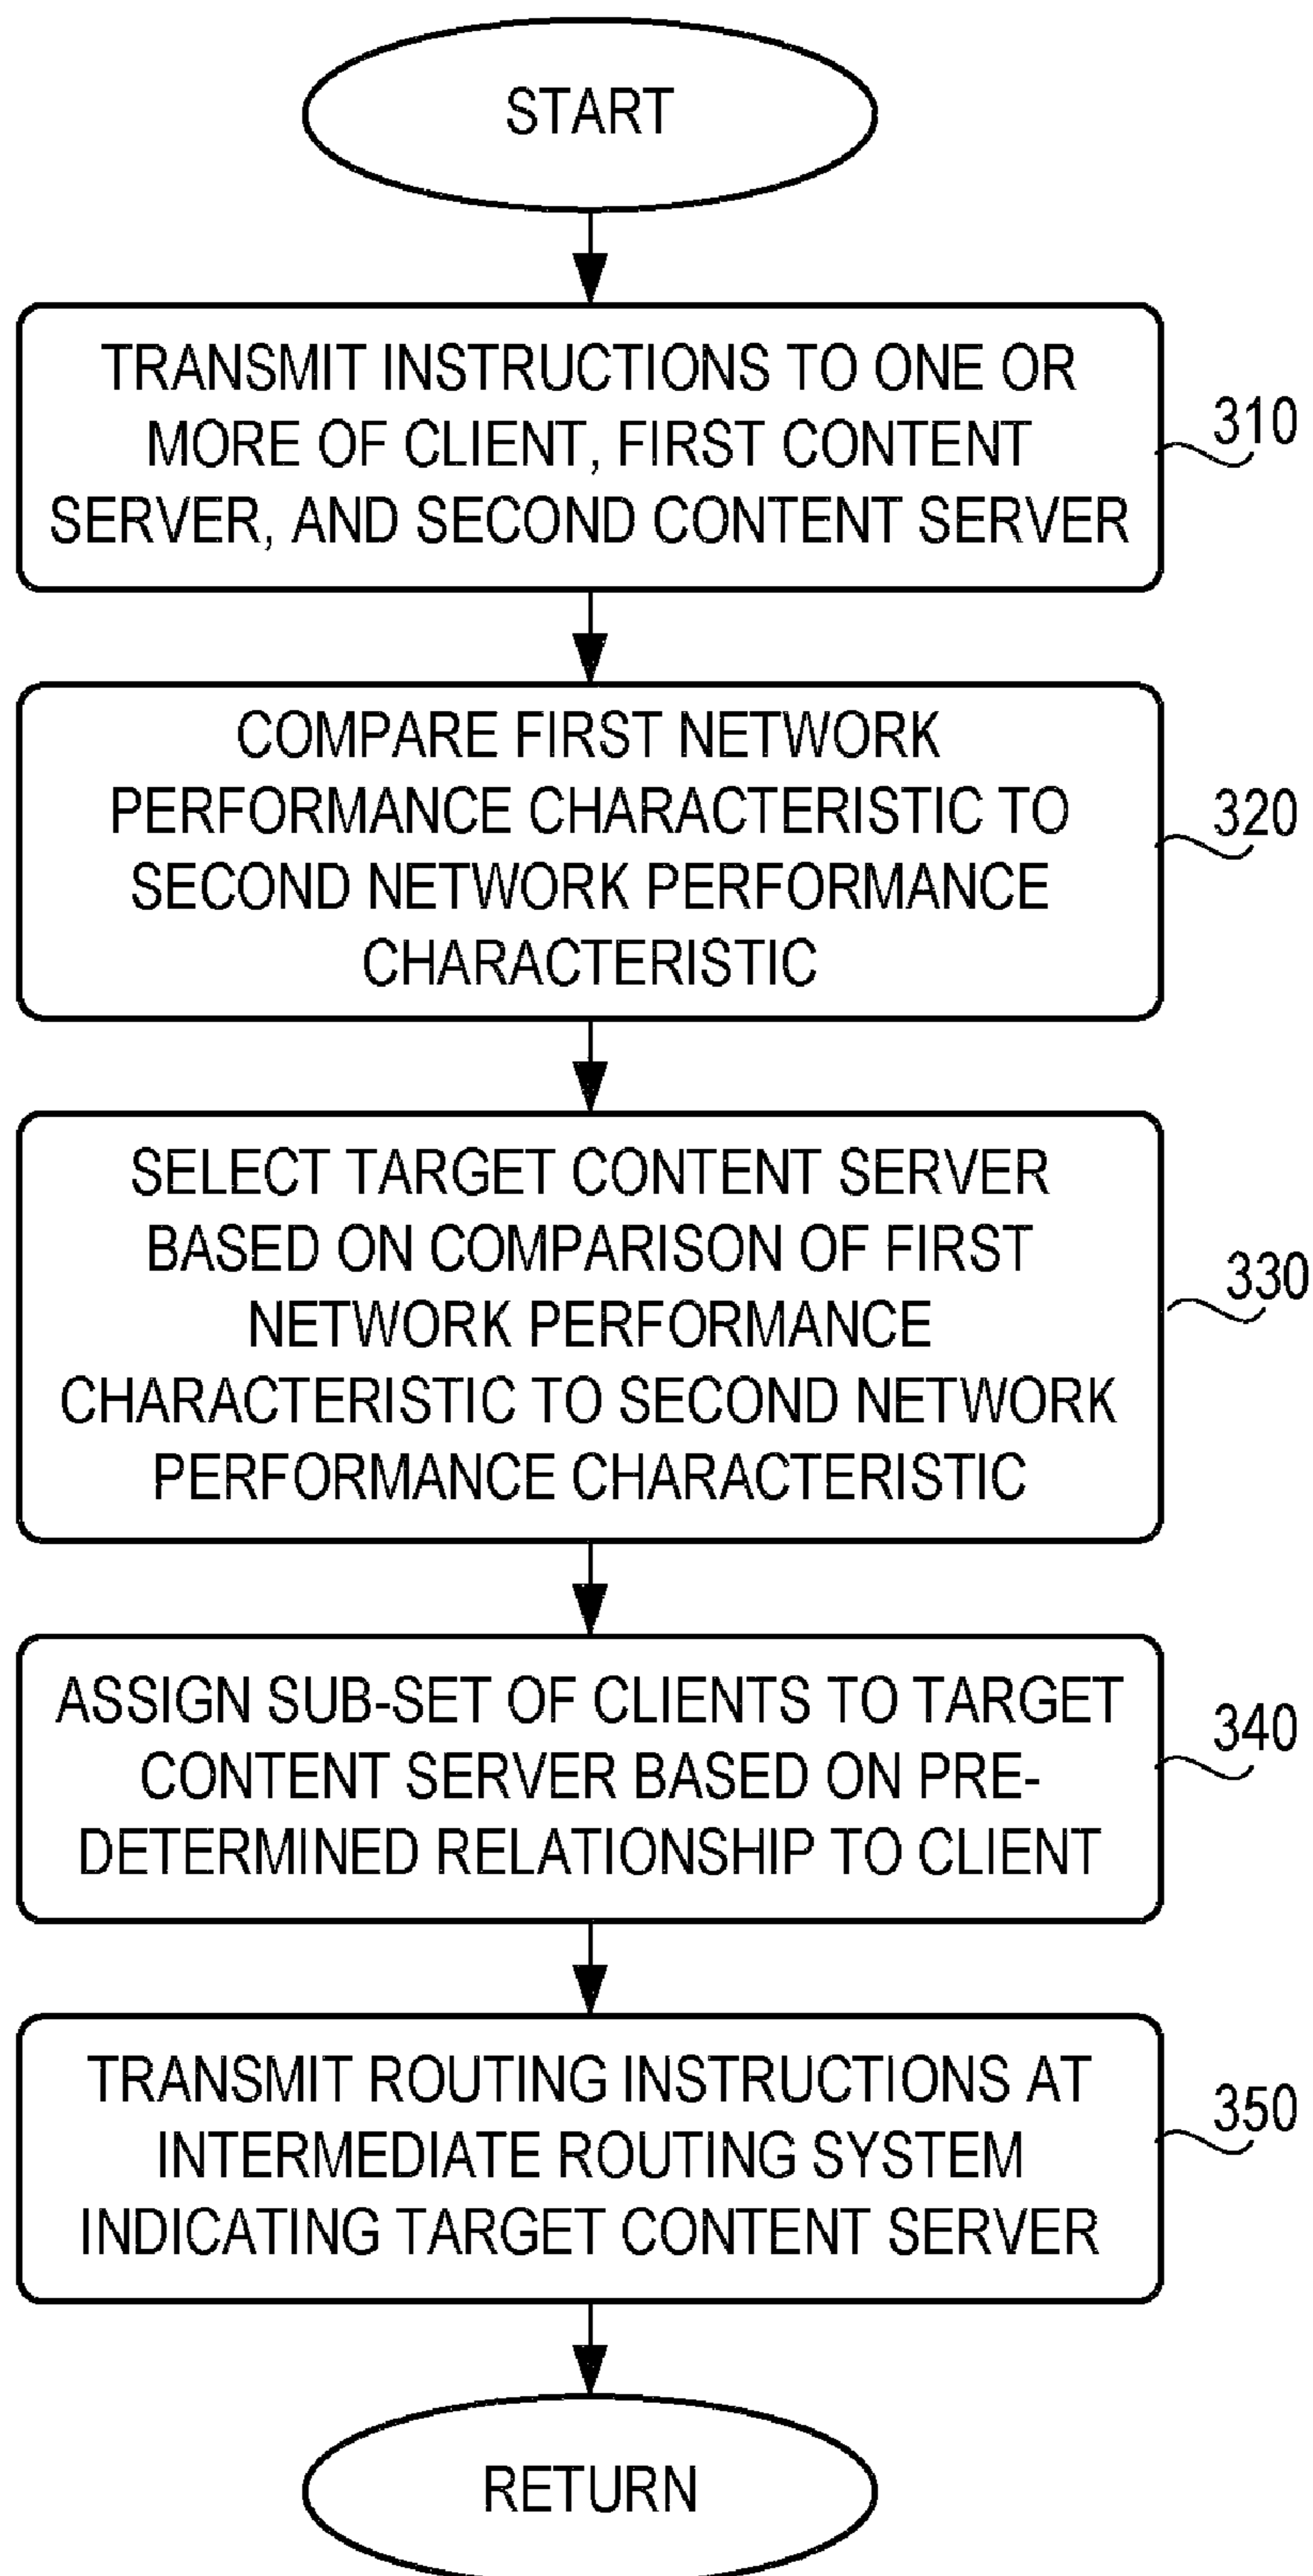 START
TRANSMIT INSTRUCTIONS TO ONE OR
MORE OF CLIENT, FIRST CONTENT
SERVER, AND SECOND CONTENT SERVER
310
COMPARE FIRST NETWORK
PERFORMANCE CHARACTERISTIC TO
SECOND NETWORK PERFORMANCE
CHARACTERISTIC
320
SELECT TARGET CONTENT SERVER
BASED ON COMPARISON OF FIRST
NETWORK PERFORMANCE
CHARACTERISTIC TO SECOND NETWORK
PERFORMANCE CHARACTERISTIC
330
ASSIGN SUB-SET OF CLIENTS TO TARGET
CONTENT SERVER BASED ON PRE-
DETERMINED RELATIONSHIP TO CLIENT
340
TRANSMIT ROUTING INSTRUCTIONS AT
INTERMEDIATE ROUTING SYSTEM
INDICATING TARGET CONTENT SERVER
350
RETURN